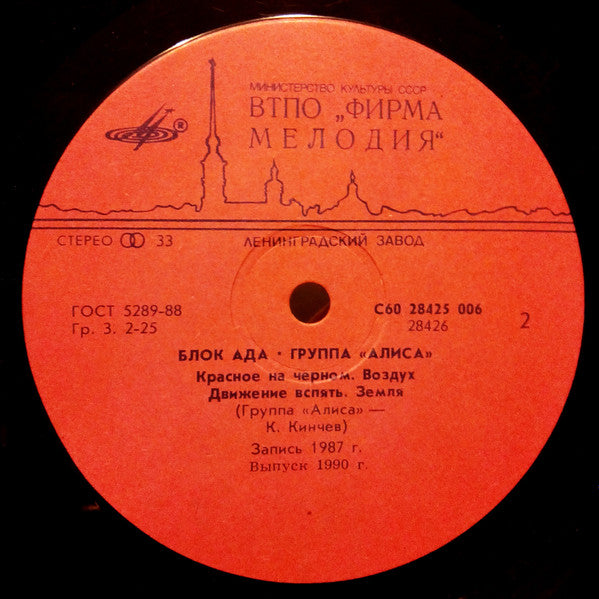 МИНИСТЕРСТВО КУЛЬТУРЫ СССР
ВТПО „ФИРМА
МЕЛОДИЯ“
®
СТЕРЕО 33 ЛЕНИНГРАДСКИЙ ЗАВОД
ГОСТ 5289-88 С60 28425 006
Гр. 3. 2-25 28426 2
БЛОК АДА · ГРУППА «АЛИСА»
Красное на черном. Воздух
Движение вспять. Земля
(Группа «Алиса» —
К. Кинчев)
Запись 1987 г.
Выпуск 1990 г.